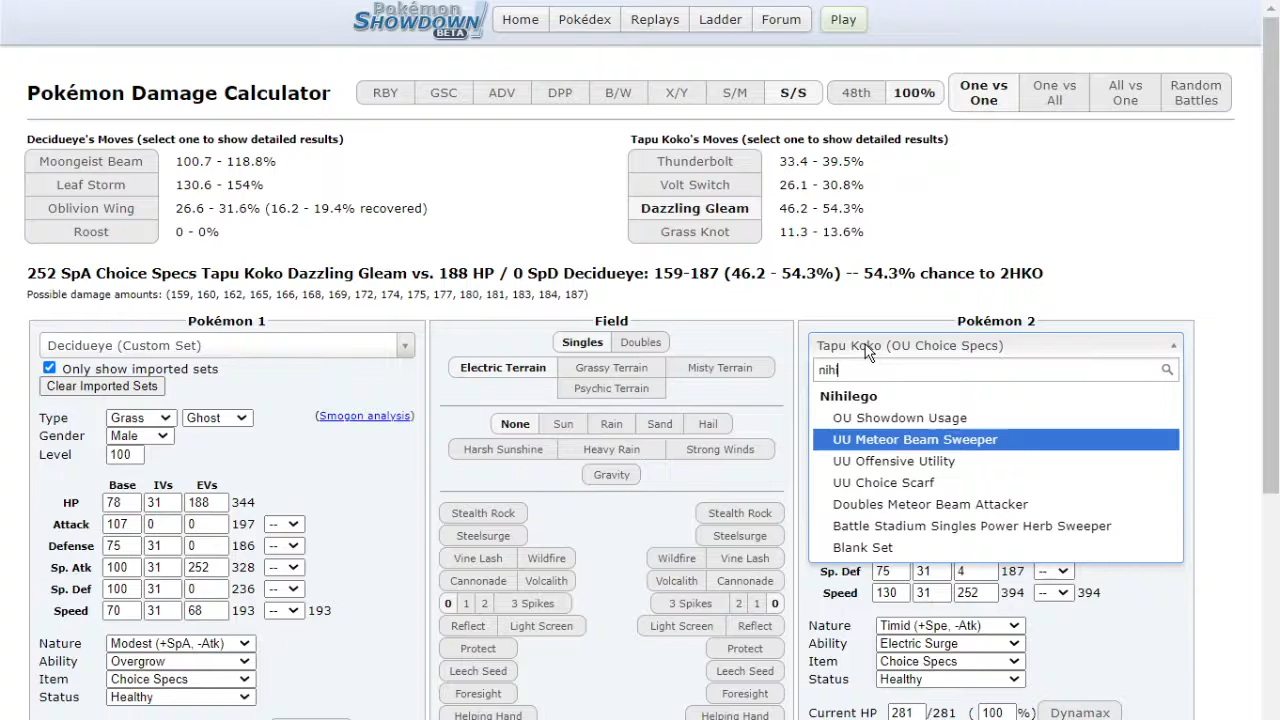 Pokémon SHOWDOWN! BETA
Home Pokédex Replays Ladder Forum Play
Pokémon Damage Calculator RBY GSC ADV DPP B/W X/Y S/M S/S 48th 100% One vs One One vs All All vs One Random Battles
Decidueye's Moves (select one to show detailed results)
Moongeist Beam 100.7 - 118.8%
Leaf Storm 130.6 - 154%
Oblivion Wing 26.6 - 31.6% (16.2 - 19.4% recovered)
Roost 0 - 0%
Tapu Koko's Moves (select one to show detailed results)
Thunderbolt 33.4 - 39.5%
Volt Switch 26.1 - 30.8%
Dazzling Gleam 46.2 - 54.3%
Grass Knot 11.3 - 13.6%
252 SpA Choice Specs Tapu Koko Dazzling Gleam vs. 188 HP / 0 SpD Decidueye: 159-187 (46.2 - 54.3%) -- 54.3% chance to 2HKO
Possible damage amounts: (159, 160, 162, 165, 166, 168, 169, 172, 174, 175, 177, 180, 181, 183, 184, 187)
Pokémon 1
Decidueye (Custom Set)
Only show imported sets
Clear Imported Sets
Type Grass Ghost (Smogon analysis)
Gender Male
Level 100
Base IVs EVs
HP 78 31 188 344
Attack 107 0 0 197 --
Defense 75 31 0 186 --
Sp. Atk 100 31 252 328 --
Sp. Def 100 31 0 236 --
Speed 70 31 68 193 -- 193
Nature Modest (+SpA, -Atk)
Ability Overgrow
Item Choice Specs
Status Healthy
Field
Singles Doubles
Electric Terrain Grassy Terrain Misty Terrain
Psychic Terrain
None Sun Rain Sand Hail
Harsh Sunshine Heavy Rain Strong Winds
Gravity
Stealth Rock Stealth Rock
Steelsurge Steelsurge
Vine Lash Wildfire Wildfire Vine Lash
Cannonade Volcalith Volcalith Cannonade
0 1 2 3 Spikes 3 Spikes 2 1 0
Reflect Light Screen Light Screen Reflect
Protect Protect
Leech Seed Leech Seed
Foresight Foresight
Helping Hand Helping Hand
Pokémon 2
Tapu Koko (OU Choice Specs)
nihi
Nihilego
OU Showdown Usage
UU Meteor Beam Sweeper
UU Offensive Utility
UU Choice Scarf
Doubles Meteor Beam Attacker
Battle Stadium Singles Power Herb Sweeper
Blank Set
Sp. Def 75 31 4 187 --
Speed 130 31 252 394 -- 394
Nature Timid (+Spe, -Atk)
Ability Electric Surge
Item Choice Specs
Status Healthy
Current HP 281 /281 ( 100 %) Dynamax